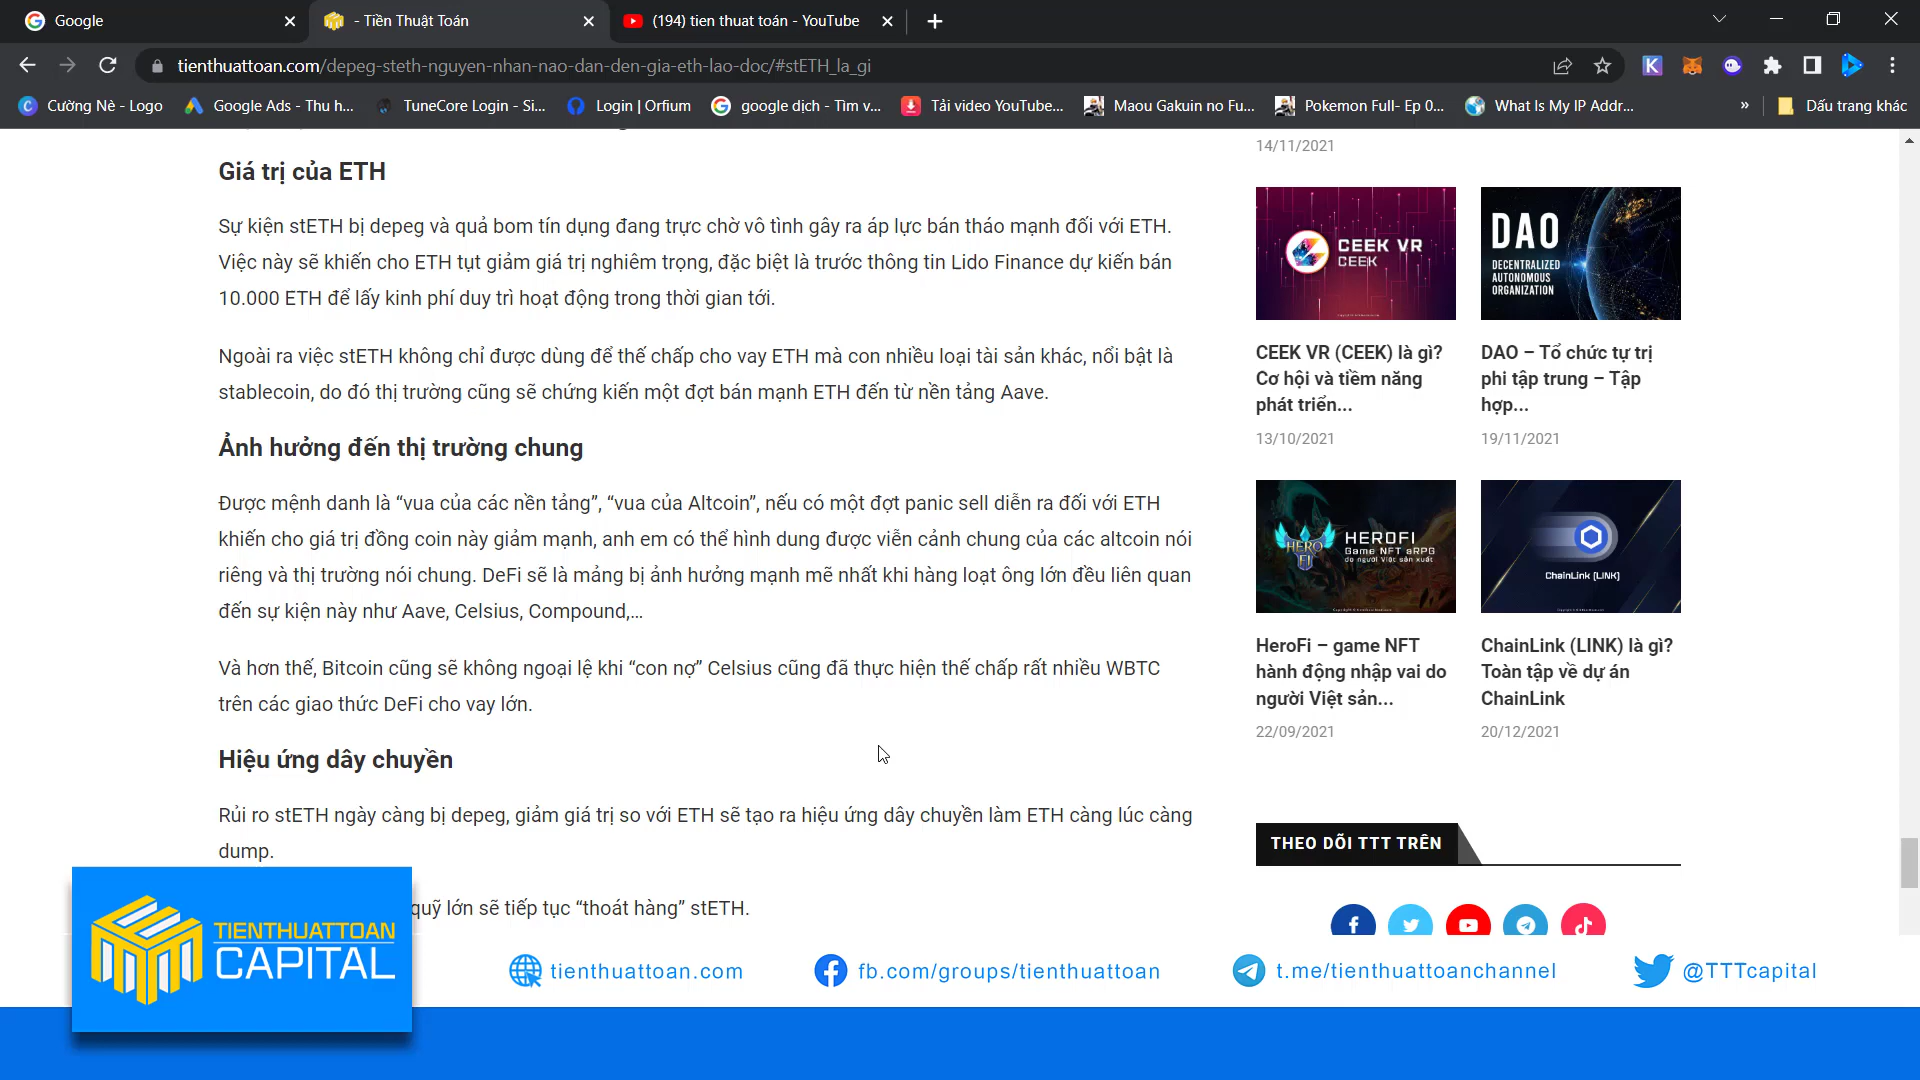 Google
- Tiền Thuật Toán
(194) tien thuat toán - YouTube
tienthuattoan.com/depeg-steth-nguyen-nhan-nao-dan-den-gia-eth-lao-doc/#stETH_la_gi
Cường Nè - Logo
Google Ads - Thu h...
TuneCore Login - Si...
Login | Orfium
google dịch - Tìm v...
Tải video YouTube...
Maou Gakuin no Fu...
Pokemon Full- Ep 0...
What Is My IP Addr...
»
Dấu trang khác
Giá trị của ETH
Sự kiện stETH bị depeg và quả bom tín dụng đang trực chờ vô tình gây ra áp lực bán tháo mạnh đối với ETH.
Việc này sẽ khiến cho ETH tụt giảm giá trị nghiêm trọng, đặc biệt là trước thông tin Lido Finance dự kiến bán
10.000 ETH để lấy kinh phí duy trì hoạt động trong thời gian tới.
Ngoài ra việc stETH không chỉ được dùng để thế chấp cho vay ETH mà con nhiều loại tài sản khác, nổi bật là
stablecoin, do đó thị trường cũng sẽ chứng kiến một đợt bán mạnh ETH đến từ nền tảng Aave.
Ảnh hưởng đến thị trường chung
Được mệnh danh là “vua của các nền tảng”, “vua của Altcoin”, nếu có một đợt panic sell diễn ra đối với ETH
khiến cho giá trị đồng coin này giảm mạnh, anh em có thể hình dung được viễn cảnh chung của các altcoin nói
riêng và thị trường nói chung. DeFi sẽ là mảng bị ảnh hưởng mạnh mẽ nhất khi hàng loạt ông lớn đều liên quan
đến sự kiện này như Aave, Celsius, Compound,...
Và hơn thế, Bitcoin cũng sẽ không ngoại lệ khi “con nợ” Celsius cũng đã thực hiện thế chấp rất nhiều WBTC
trên các giao thức DeFi cho vay lớn.
Hiệu ứng dây chuyền
Rủi ro stETH ngày càng bị depeg, giảm giá trị so với ETH sẽ tạo ra hiệu ứng dây chuyền làm ETH càng lúc càng
dump.
quỹ lớn sẽ tiếp tục “thoát hàng” stETH.
14/11/2021
CEEK VR
CEEK
DAO
DECENTRALIZED
AUTONOMOUS
ORGANIZATION
CEEK VR (CEEK) là gì?
Cơ hội và tiềm năng
phát triển...
13/10/2021
DAO – Tổ chức tự trị
phi tập trung – Tập
hợp...
19/11/2021
HERO
FI
HEROFI
Game NFT aRPG
do người Việt sản xuất
ChainLink (LINK)
HeroFi – game NFT
hành động nhập vai do
người Việt sản...
22/09/2021
ChainLink (LINK) là gì?
Toàn tập về dự án
ChainLink
20/12/2021
THEO DÕI TTT TRÊN
TIENTHUATTOAN
CAPITAL
tienthuattoan.com
fb.com/groups/tienthuattoan
t.me/tienthuattoanchannel
@TTTcapital